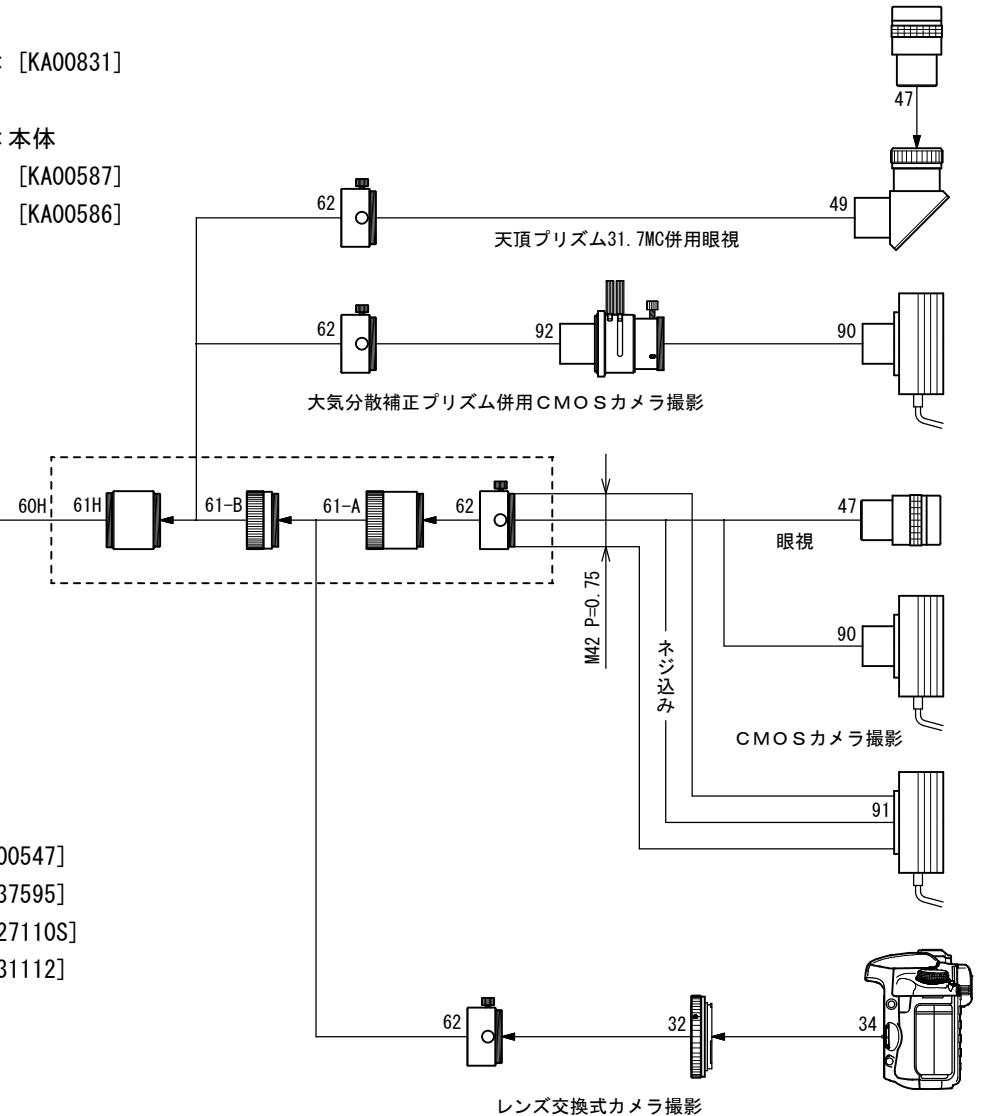 [KA00831]
本体
[KA00587]
[KA00586]
47
62
49
天頂プリズム31.7MC併用眼視
62
92
90
大気分散補正プリズム併用CMOSカメラ撮影
60H
61H
61-B
61-A
62
47
眼視
M42 P=0.75
ネジ込み
90
CMOSカメラ撮影
91
00547]
37595]
27110S]
31112]
62
32
34
レンズ交換式カメラ撮影